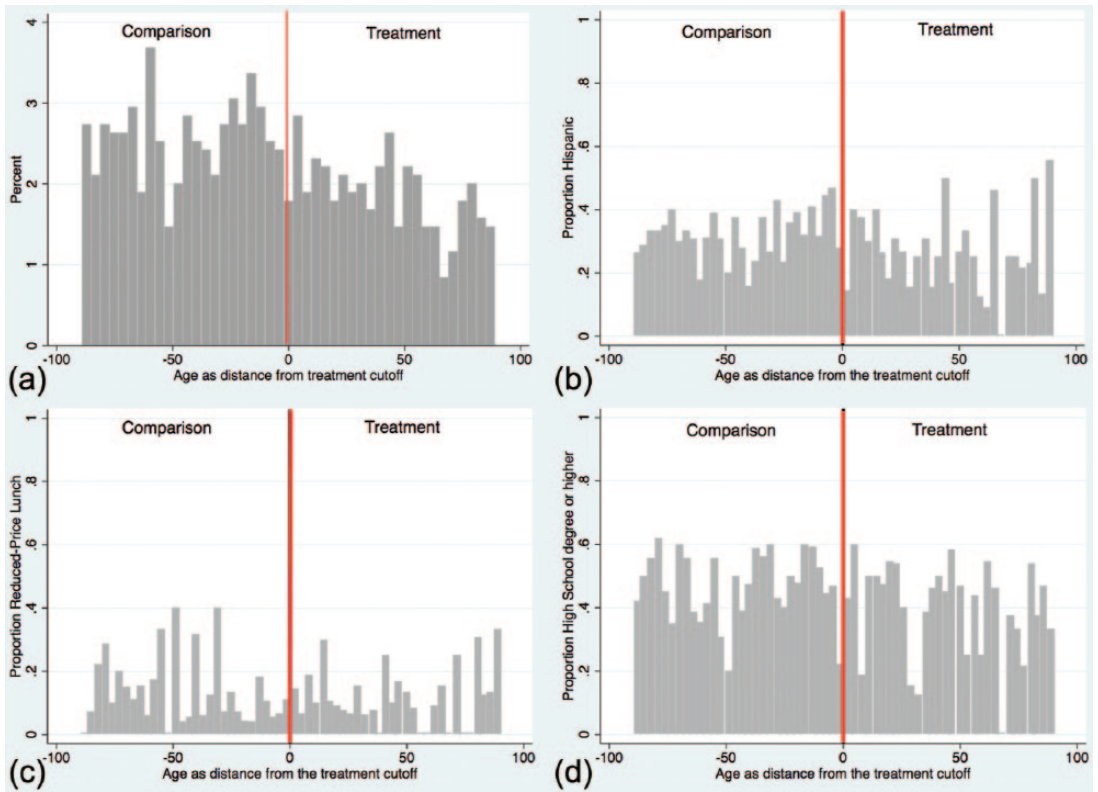 Comparison
Treatment
Percent
4
3
2
1
0
-100
-50
0
50
100
Age as distance from treatment cutoff
(a)
Comparison
Treatment
Proportion Hispanic
1
.8
.6
.4
.2
0
-100
-50
0
50
100
Age as distance from the treatment cutoff
(b)
Comparison
Treatment
Proportion Reduced-Price Lunch
1
.8
.6
.4
.2
0
-100
-50
0
50
100
Age as distance from the treatment cutoff
(c)
Comparison
Treatment
Proportion High School degree or higher
1
.8
.6
.4
.2
0
-100
-50
0
50
100
Age as distance from the treatment cutoff
(d)